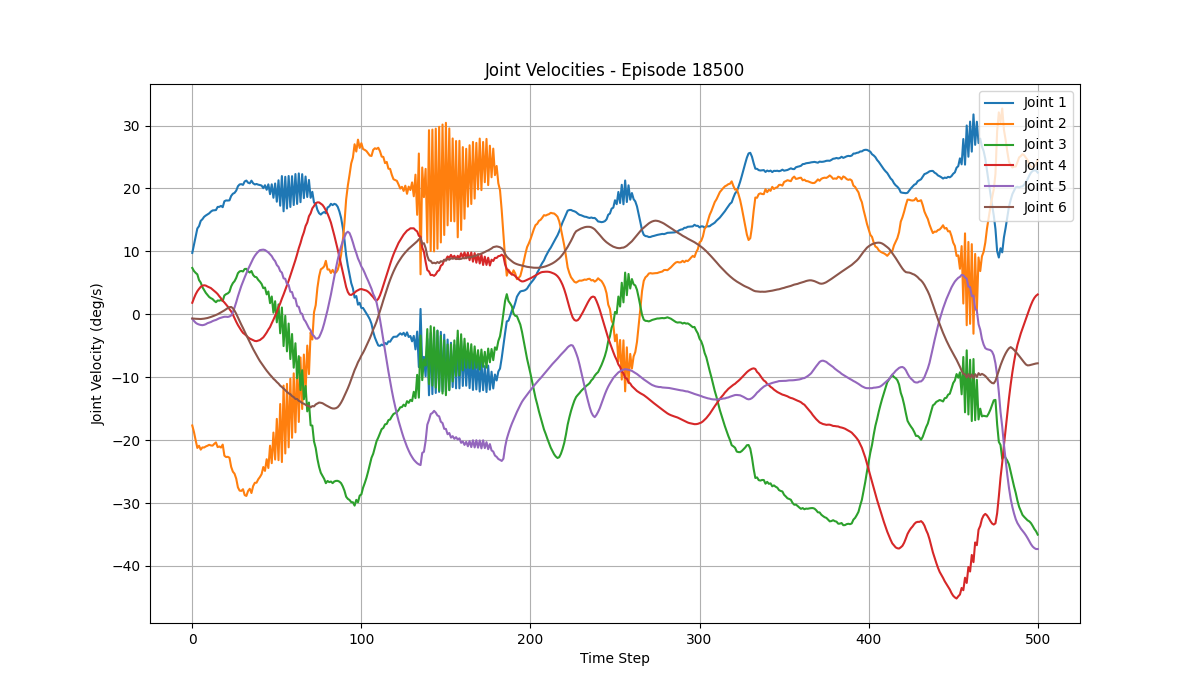 Joint Velocities - Episode 18500
Joint Velocity (deg/s)
30
20
10
0
−10
−20
−30
−40
Joint 1
Joint 2
Joint 3
Joint 4
Joint 5
Joint 6
0
100
200
300
400
500
Time Step